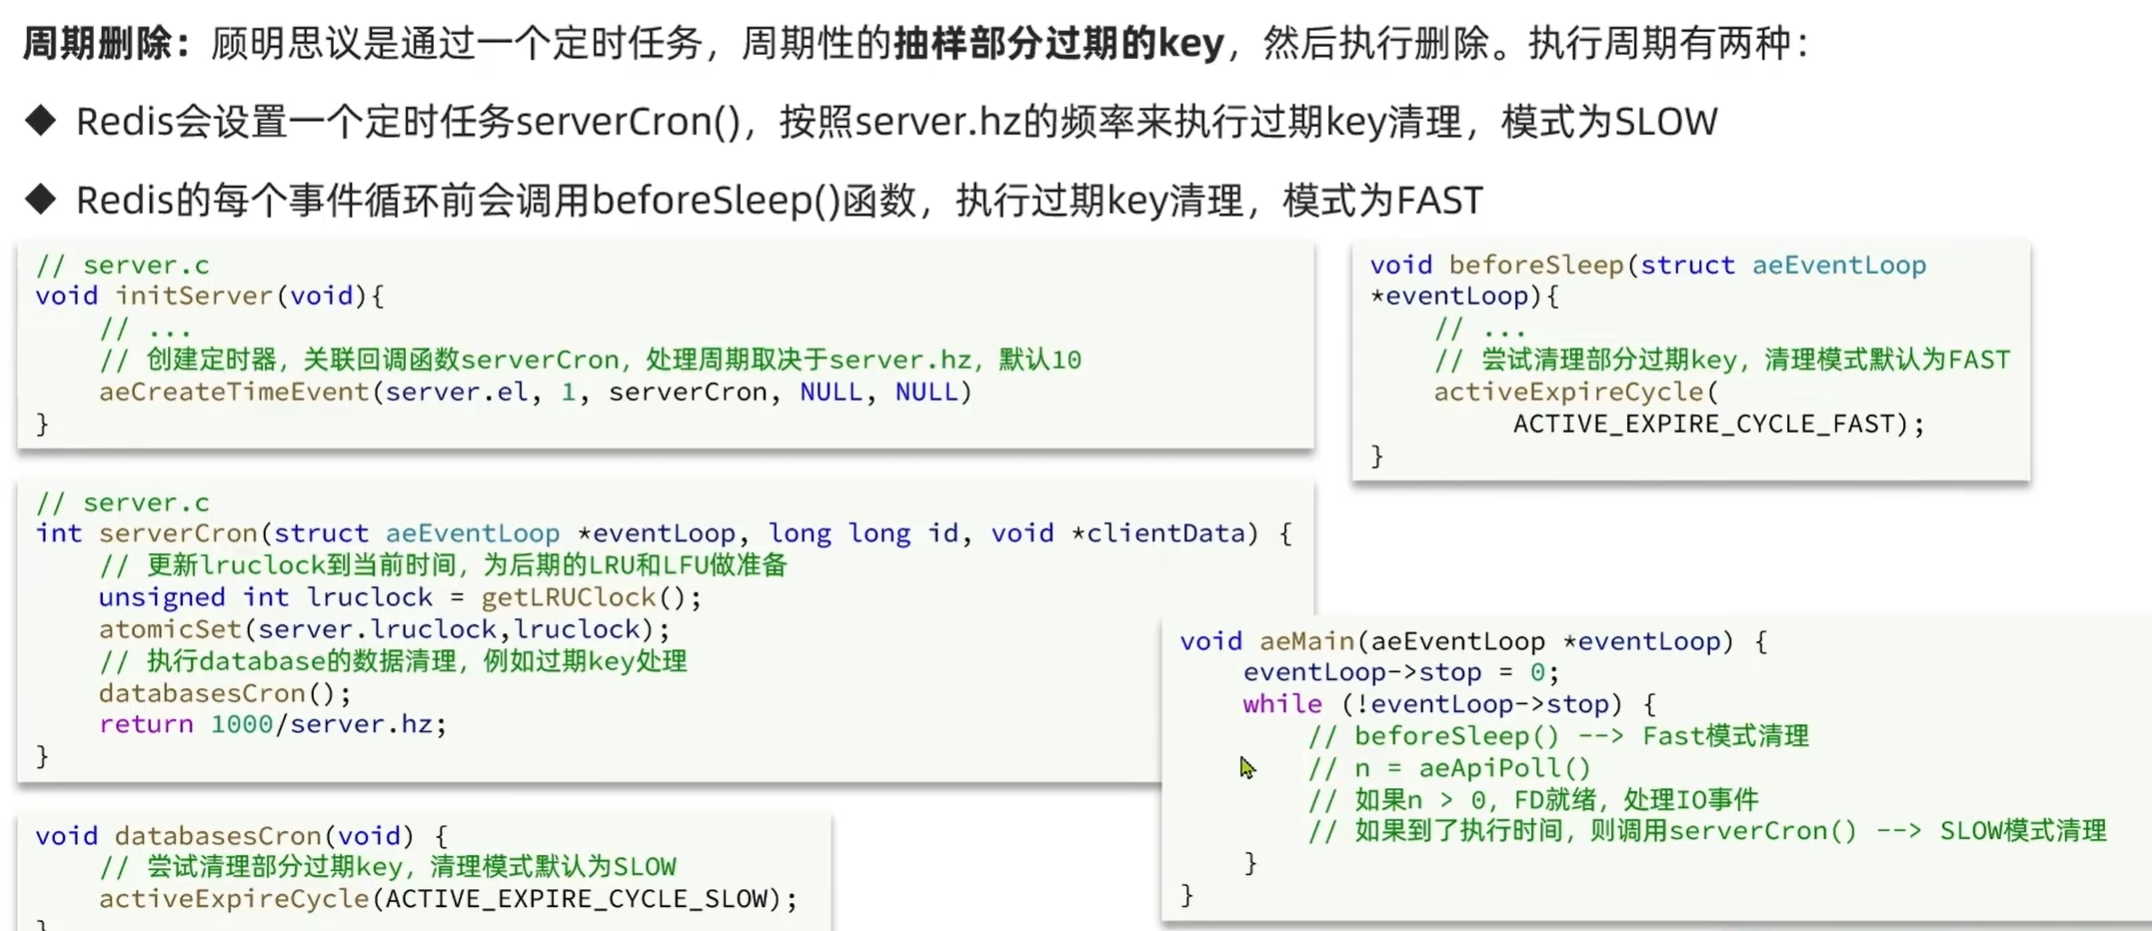 周期删除：顾明思议是通过一个定时任务，周期性的抽样部分过期的key，然后执行删除。执行周期有两种：
◆ Redis会设置一个定时任务serverCron()，按照server.hz的频率来执行过期key清理，模式为SLOW
◆ Redis的每个事件循环前会调用beforeSleep()函数，执行过期key清理，模式为FAST
// server.c
void initServer(void){
    // ...
    // 创建定时器，关联回调函数serverCron，处理周期取决于server.hz，默认10
    aeCreateTimeEvent(server.el, 1, serverCron, NULL, NULL)
}
void beforeSleep(struct aeEventLoop
*eventLoop){
    // ...
    // 尝试清理部分过期key，清理模式默认为FAST
    activeExpireCycle(
         ACTIVE_EXPIRE_CYCLE_FAST);
}
// server.c
int serverCron(struct aeEventLoop *eventLoop, long long id, void *clientData) {
    // 更新lruclock到当前时间，为后期的LRU和LFU做准备
    unsigned int lruclock = getLRUClock();
    atomicSet(server.lruclock,lruclock);
    // 执行database的数据清理，例如过期key处理
    databasesCron();
    return 1000/server.hz;
}
void aeMain(aeEventLoop *eventLoop) {
    eventLoop->stop = 0;
    while (!eventLoop->stop) {
        // beforeSleep() --> Fast模式清理
        // n = aeApiPoll()
        // 如果n > 0，FD就绪，处理IO事件
        // 如果到了执行时间，则调用serverCron() --> SLOW模式清理
    }
}
void databasesCron(void) {
    // 尝试清理部分过期key，清理模式默认为SLOW
    activeExpireCycle(ACTIVE_EXPIRE_CYCLE_SLOW);
}